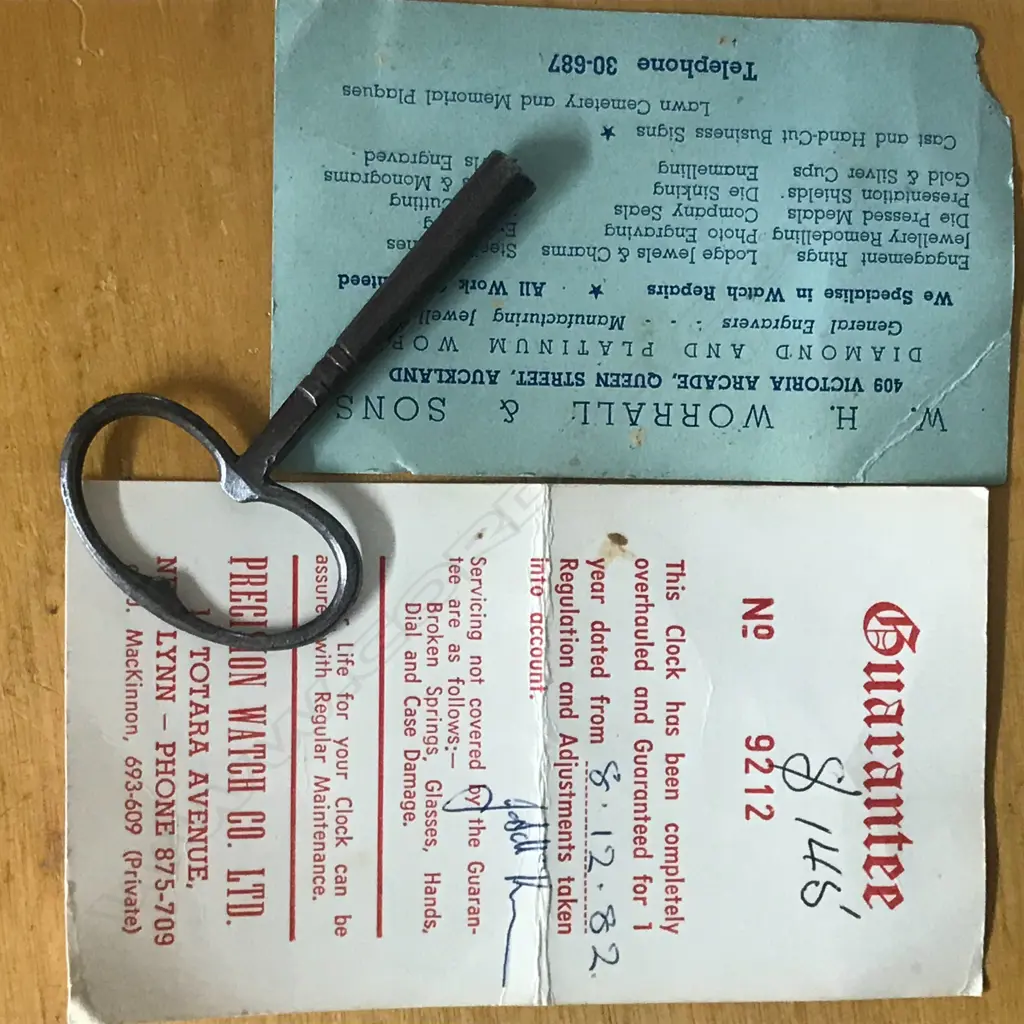 W. H. WORRALL & SONS
409 VICTORIA ARCADE, QUEEN STREET, AUCKLAND
DIAMOND AND PLATINUM
General Engravers - - Manufacturing
We Specialise in Watch Repairs ★ All Work
Engagement Rings Lodge Jewels & Charms
Jewellery Remodelling Photo Engraving
Die Pressed Medals Company Seals
Presentation Shields Die Sinking & Monograms
Gold & Silver Cups Enamelling Engraved
Cast and Hand-Cut Business Signs ★
Lawn Cemetery and Memorial Plaques
Telephone 30-687
Guarantee
8148'
Nº 9212
This Clock has been completely
overhauled and Guaranteed for 1
year dated from 8.12.82.
Regulation and Adjustments taken
into account.
Servicing not covered by the Guaran-
tee are as follows:—
Broken Springs, Glasses, Hands,
Dial and Case Damage.
Life for your Clock can be
assured with Regular Maintenance.
PRECISION WATCH CO. LTD.
TOTARA AVENUE,
LYNN — PHONE 875-709
MacKinnon, 693-609 (Private)